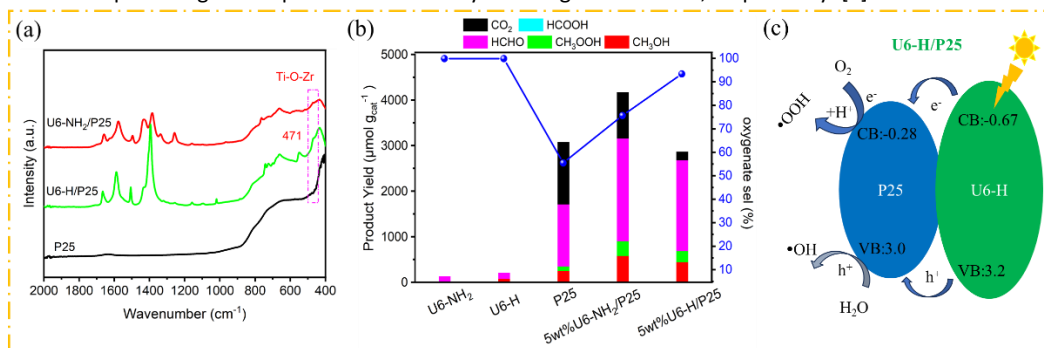 (a)
Ti-O-Zr
U6-NH2/P25
471
U6-H/P25
P25
Intensity (a.u.)
2000 1800 1600 1400 1200 1000 800 600 400
Wavenumber (cm-1)
(b)
CO2 HCOOH
HCHO CH3OOH CH3OH
5000
4000
3000
2000
1000
0
Product Yield (μmol gcat-1)
100
90
80
70
60
50
40
30
20
10
oxygenate sel (%)
U6-NH2
U6-H
P25
5wt%U6-NH2/P25
5wt%U6-H/P25
(c)
U6-H/P25
O2
e-
+H+
•OOH
e-
CB:-0.28
CB:-0.67
P25
U6-H
VB:3.0
VB:3.2
•OH
h+
h+
H2O